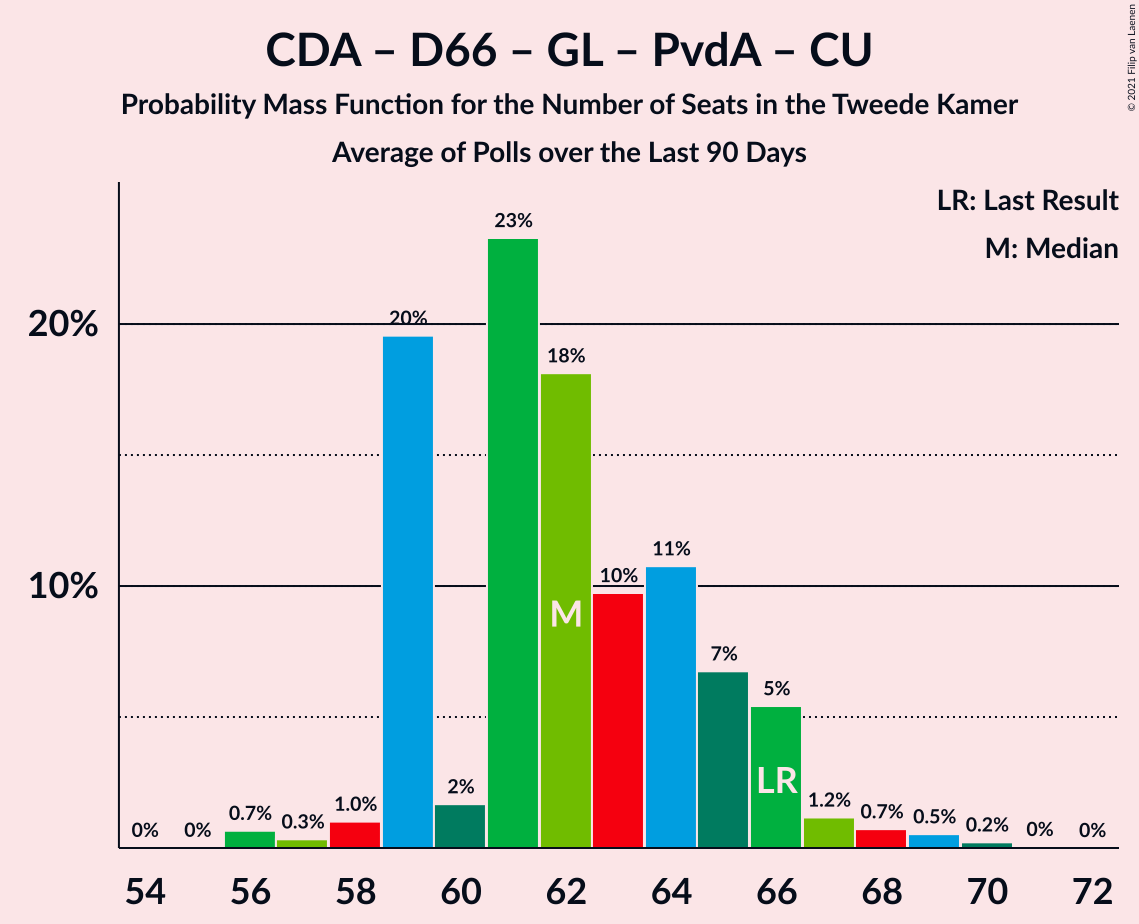 CDA – D66 – GL – PvdA – CU
Probability Mass Function for the Number of Seats in the Tweede Kamer
Average of Polls over the Last 90 Days
© 2021 Filip van Laenen
LR: Last Result
M: Median
23%
20%
20%
18%
11%
10%
10%
M
7%
5%
LR
0%
0%
0.7%
0.3%
1.0%
2%
1.2%
0.7%
0.5%
0.2%
0%
0%
54 56 58 60 62 64 66 68 70 72